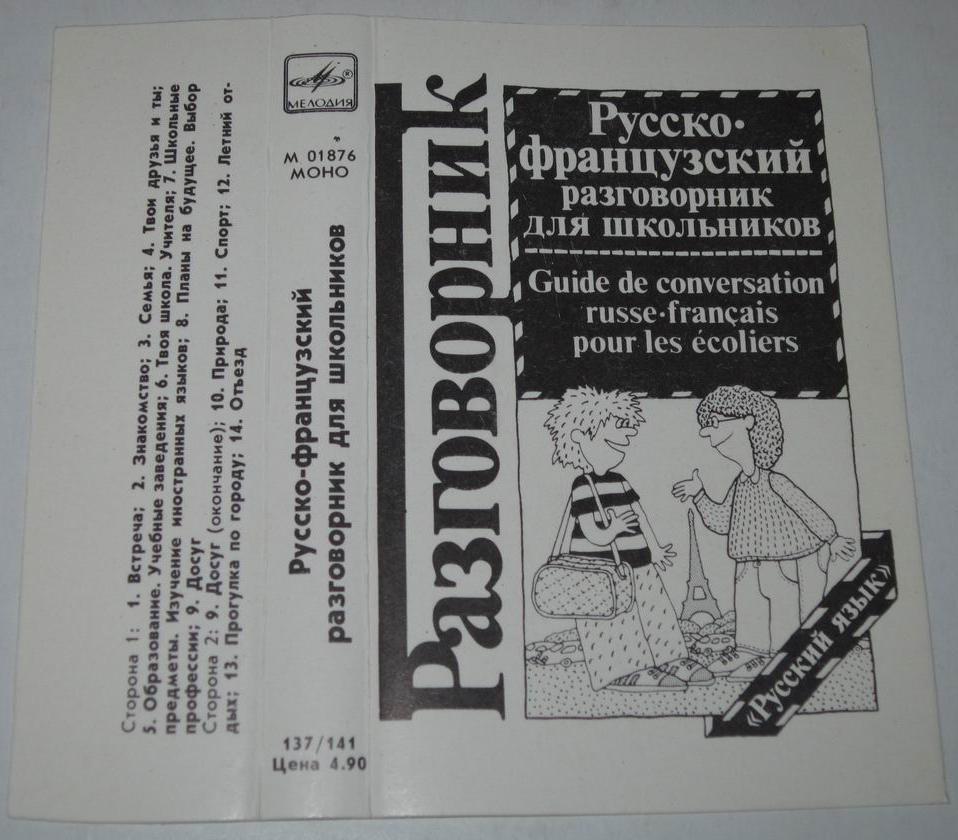 Сторона 1: 1. Встреча; 2. Знакомство; 3. Семья; 4. Твои друзья и ты;
5. Образование. Учебные заведения; 6. Твоя школа. Учителя; 7. Школьные
предметы. Изучение иностранных языков; 8. Планы на будущее. Выбор
профессии; 9. Досуг
Сторона 2: 9. Досуг (окончание); 10. Природа; 11. Спорт; 12. Летний от-
дых; 13. Прогулка по городу; 14. Отъезд
МЕЛОДИЯ ®
М 01876
МОНО
Русско-французский
разговорник для школьников
137/141
Цена 4.90
Разговорник
Русско-
французский
разговорник
для школьников
Guide de conversation
russe-français
pour les écoliers
«Русский язык»